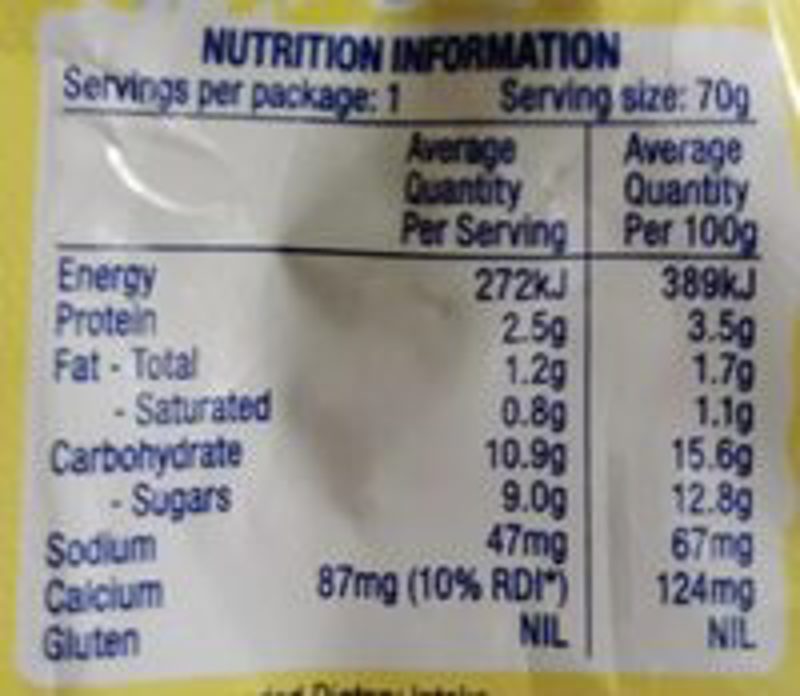 NUTRITION INFORMATION
Servings per package: 1 Serving size: 70g
Average Average
Quantity Quantity
Per Serving Per 100g
Energy 272kJ 389kJ
Protein 2.5g 3.5g
Fat - Total 1.2g 1.7g
- Saturated 0.8g 1.1g
Carbohydrate 10.9g 15.6g
- Sugars 9.0g 12.8g
Sodium 47mg 67mg
Calcium 87mg (10% RDI*) 124mg
Gluten NIL NIL
Dietary Intake